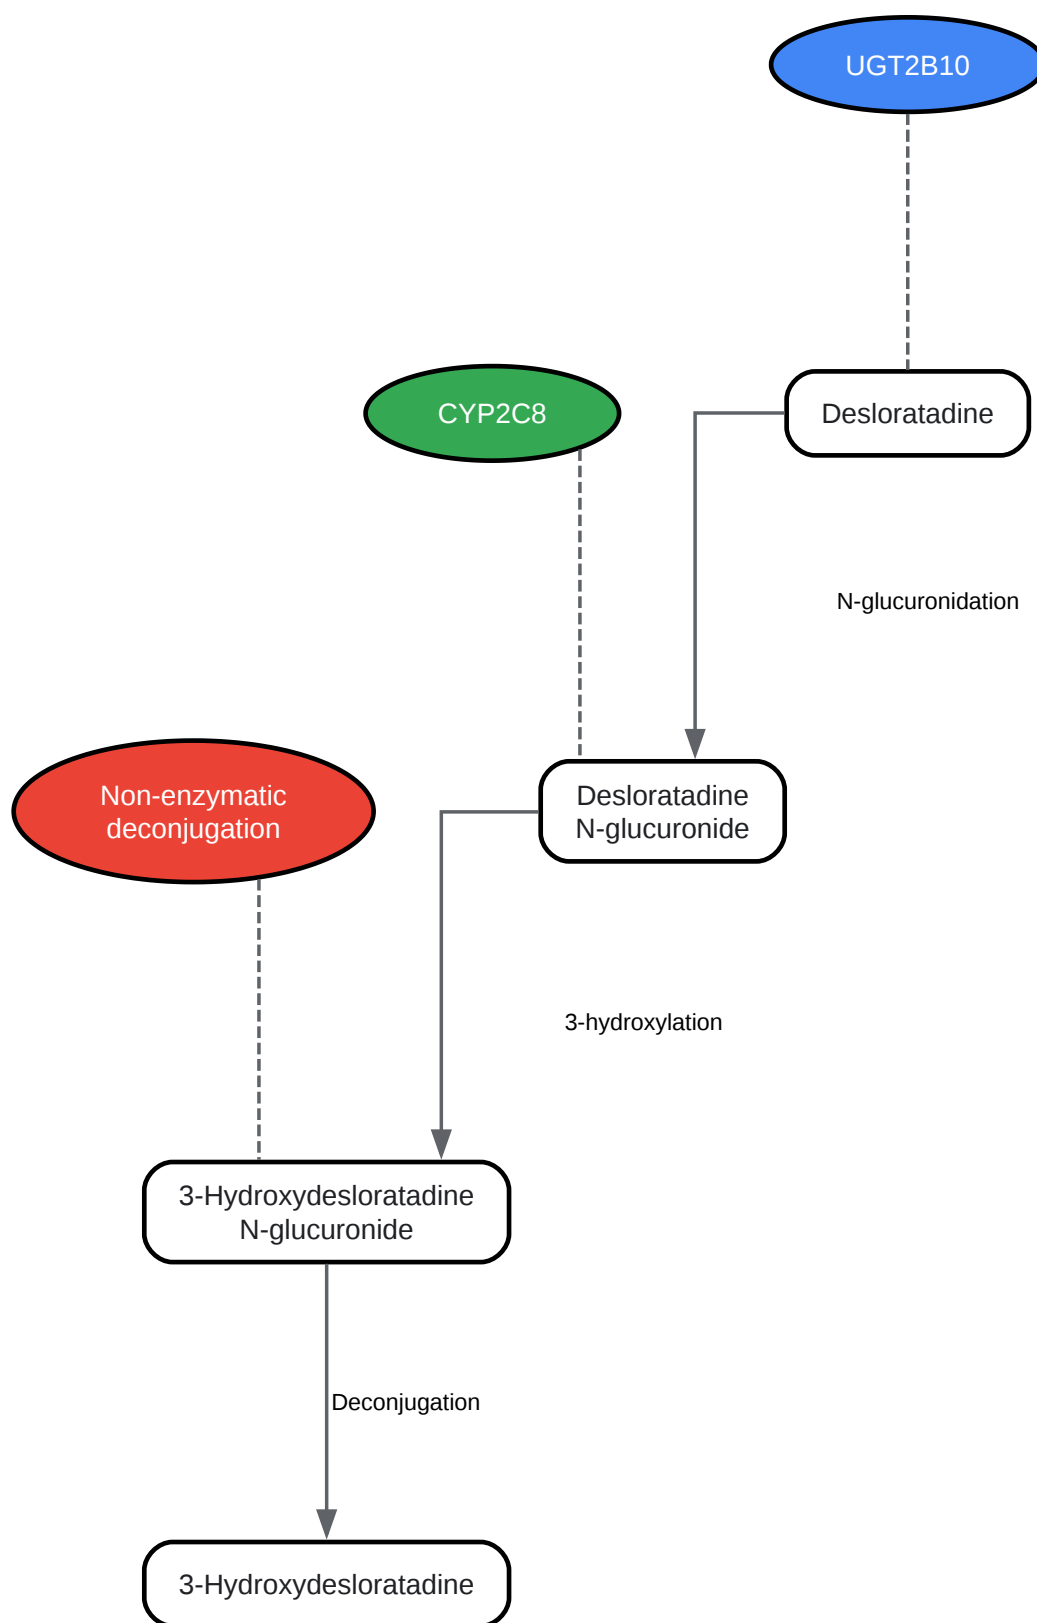 UGT2B10
CYP2C8
Desloratadine
N-glucuronidation
Non-enzymatic
deconjugation
Desloratadine
N-glucuronide
3-hydroxylation
3-Hydroxydesloratadine
N-glucuronide
Deconjugation
3-Hydroxydesloratadine